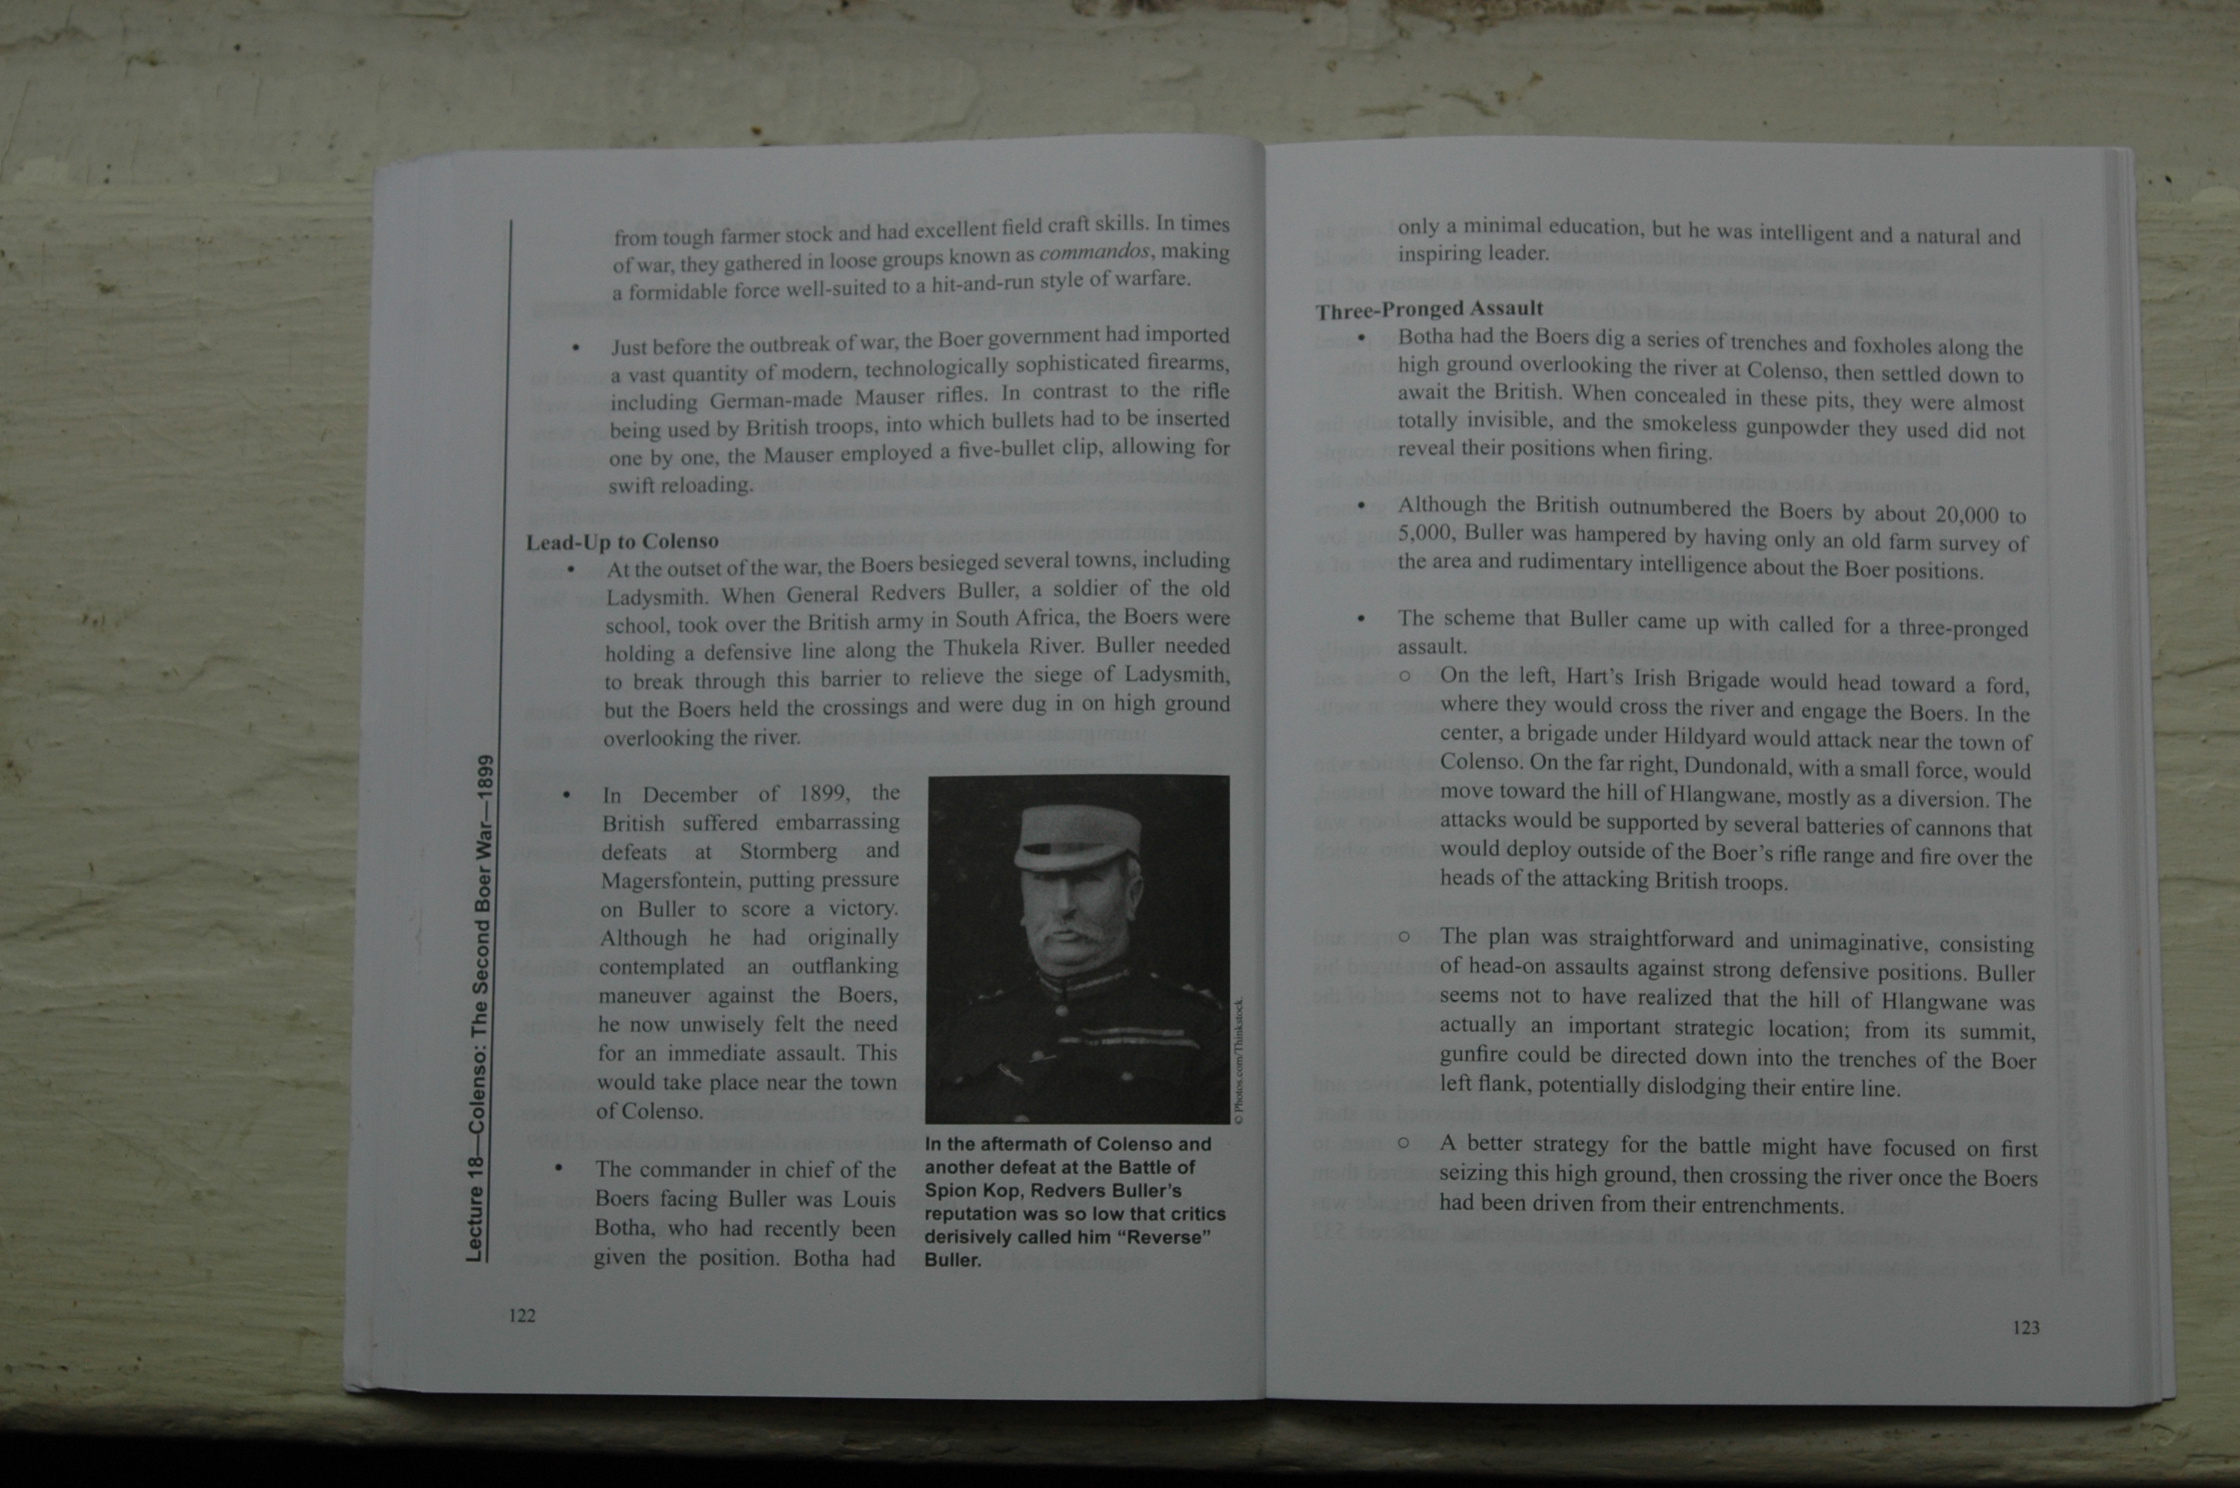 from tough farmer stock and had excellent field craft skills. In times
of war, they gathered in loose groups known as commandos, making
a formidable force well-suited to a hit-and-run style of warfare.
• Just before the outbreak of war, the Boer government had imported
a vast quantity of modern, technologically sophisticated firearms,
including German-made Mauser rifles. In contrast to the rifle
being used by British troops, into which bullets had to be inserted
one by one, the Mauser employed a five-bullet clip, allowing for
swift reloading.
Lead-Up to Colenso
• At the outset of the war, the Boers besieged several towns, including
Ladysmith. When General Redvers Buller, a soldier of the old
school, took over the British army in South Africa, the Boers were
holding a defensive line along the Thukela River. Buller needed
to break through this barrier to relieve the siege of Ladysmith,
but the Boers held the crossings and were dug in on high ground
overlooking the river.
• In December of 1899, the
British suffered embarrassing
defeats at Stormberg and
Magersfontein, putting pressure
on Buller to score a victory.
Although he had originally
contemplated an outflanking
maneuver against the Boers,
he now unwisely felt the need
for an immediate assault. This
would take place near the town
of Colenso.
• The commander in chief of the
Boers facing Buller was Louis
Botha, who had recently been
given the position. Botha had
© Photos.com/Thinkstock.
In the aftermath of Colenso and
another defeat at the Battle of
Spion Kop, Redvers Buller's
reputation was so low that critics
derisively called him “Reverse”
Buller.
Lecture 18—Colenso: The Second Boer War—1899
122
only a minimal education, but he was intelligent and a natural and
inspiring leader.
Three-Pronged Assault
• Botha had the Boers dig a series of trenches and foxholes along the
high ground overlooking the river at Colenso, then settled down to
await the British. When concealed in these pits, they were almost
totally invisible, and the smokeless gunpowder they used did not
reveal their positions when firing.
• Although the British outnumbered the Boers by about 20,000 to
5,000, Buller was hampered by having only an old farm survey of
the area and rudimentary intelligence about the Boer positions.
• The scheme that Buller came up with called for a three-pronged
assault.
○ On the left, Hart's Irish Brigade would head toward a ford,
where they would cross the river and engage the Boers. In the
center, a brigade under Hildyard would attack near the town of
Colenso. On the far right, Dundonald, with a small force, would
move toward the hill of Hlangwane, mostly as a diversion. The
attacks would be supported by several batteries of cannons that
would deploy outside of the Boer's rifle range and fire over the
heads of the attacking British troops.
○ The plan was straightforward and unimaginative, consisting
of head-on assaults against strong defensive positions. Buller
seems not to have realized that the hill of Hlangwane was
actually an important strategic location; from its summit,
gunfire could be directed down into the trenches of the Boer
left flank, potentially dislodging their entire line.
○ A better strategy for the battle might have focused on first
seizing this high ground, then crossing the river once the Boers
had been driven from their entrenchments.
123